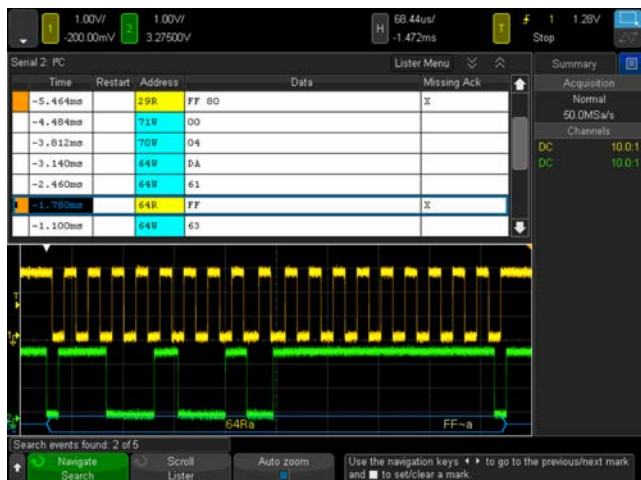 1 1.00V/ 2 1.00V/ H 68.44us/ T 1 1.28V
-200.00mV 3.27500V -1.472ms Stop
Serial 2: I²C Lister Menu Summary
Time Restart Address Data Missing Ack Acquisition
-5.464ms 29R FF 80 X Normal
-4.484ms 71W 00 50.0MSa/s
-3.812ms 70W 04 Channels
-3.140ms 64W DA DC 10.0:1
-2.460ms 64W 61 DC 10.0:1
-1.780ms 64R FF X
-1.100ms 64W 63
T
64Ra FF~a
Search events found: 2 of 5
Navigate Scroll Auto zoom Use the navigation keys to go to the previous/next mark
Search Lister and to set/clear a mark.